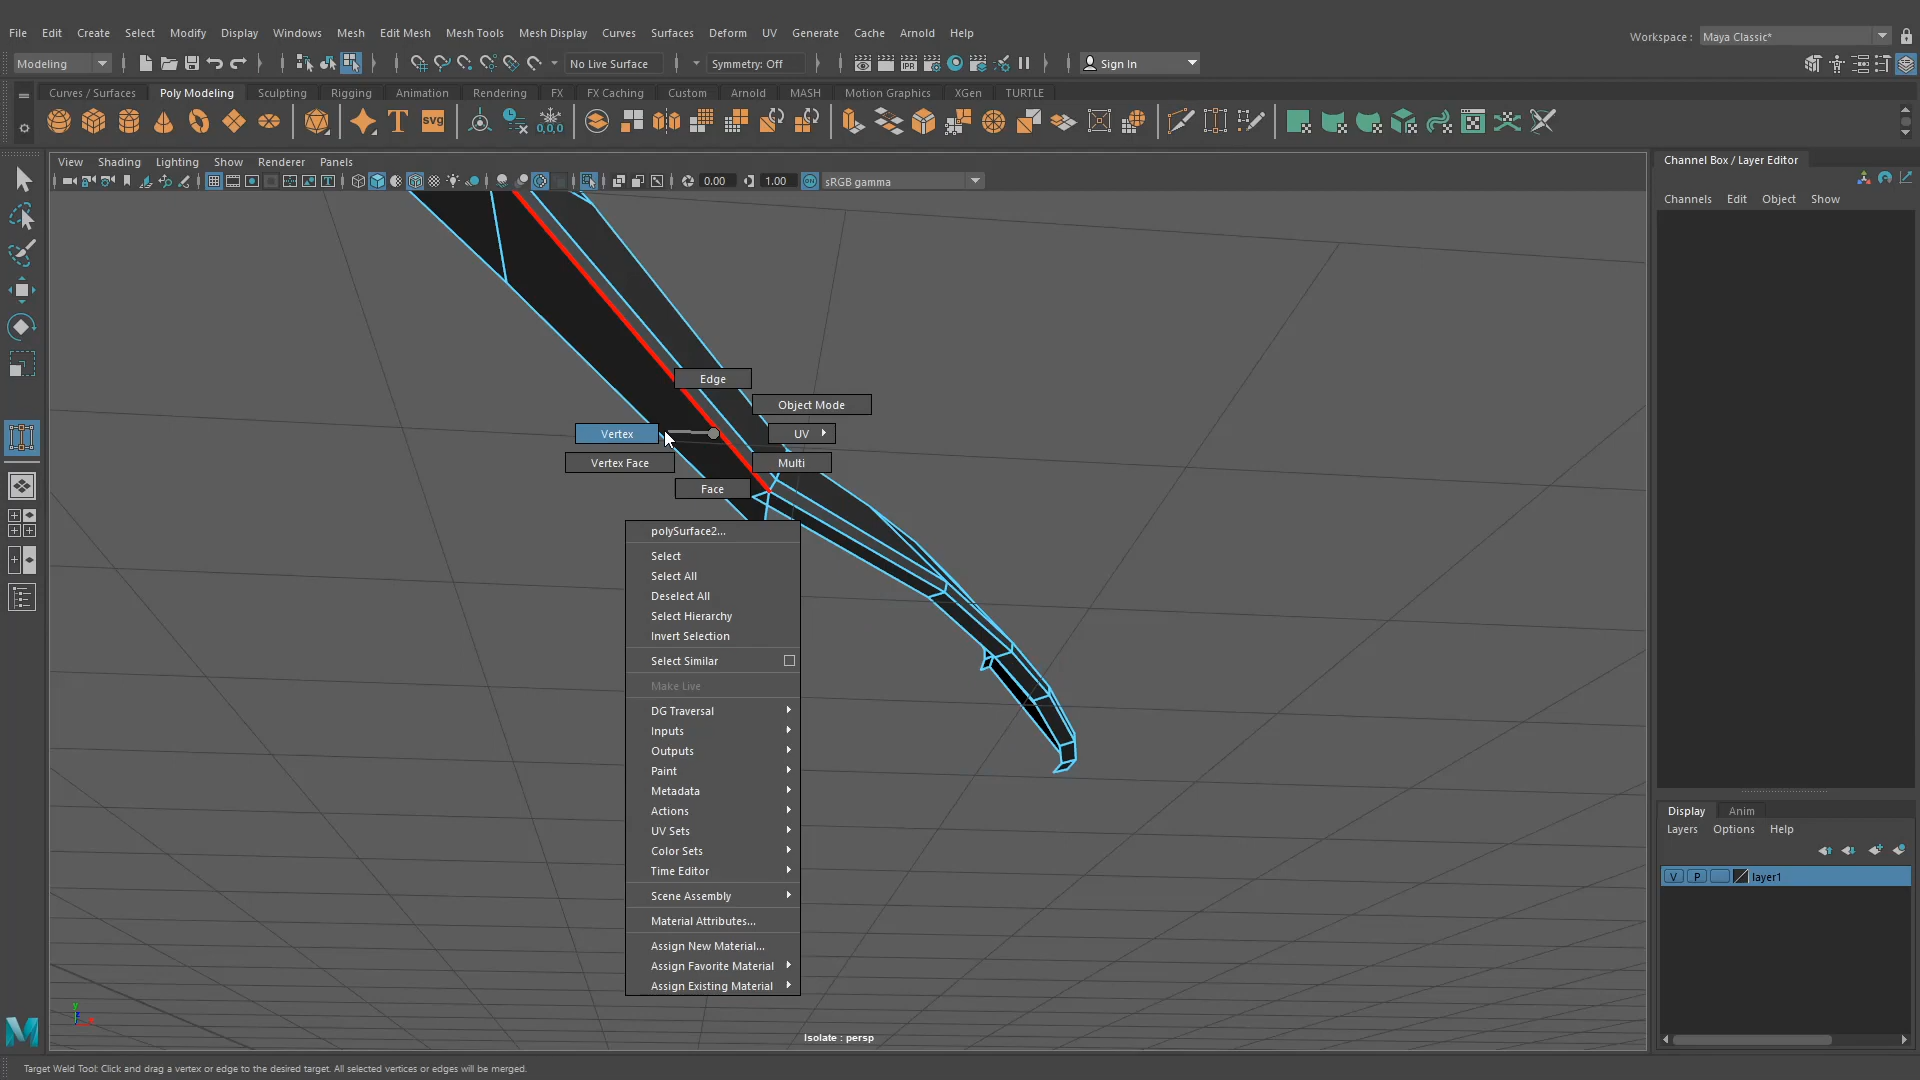 File Edit Create Select Modify Display Windows Mesh Edit Mesh Mesh Tools Mesh Display Curves Surfaces Deform UV Generate Cache Arnold Help
Workspace : Maya Classic*
Modeling No Live Surface Symmetry: Off Sign In
Curves / Surfaces Poly Modeling Sculpting Rigging Animation Rendering FX FX Caching Custom Arnold MASH Motion Graphics XGen TURTLE
T svg 0,0,0
View Shading Lighting Show Renderer Panels
0.00 1.00 sRGB gamma
Channel Box / Layer Editor
Channels Edit Object Show
Edge
Object Mode
Vertex UV
Vertex Face Multi
Face
polySurface2...
Select
Select All
Deselect All
Select Hierarchy
Invert Selection
Select Similar
Make Live
DG Traversal
Inputs
Outputs
Paint
Metadata
Actions
UV Sets
Color Sets
Time Editor
Scene Assembly
Material Attributes...
Assign New Material...
Assign Favorite Material
Assign Existing Material
Display Anim
Layers Options Help
V P layer1
Isolate : persp
Target Weld Tool: Click and drag a vertex or edge to the desired target. All selected vertices or edges will be merged.